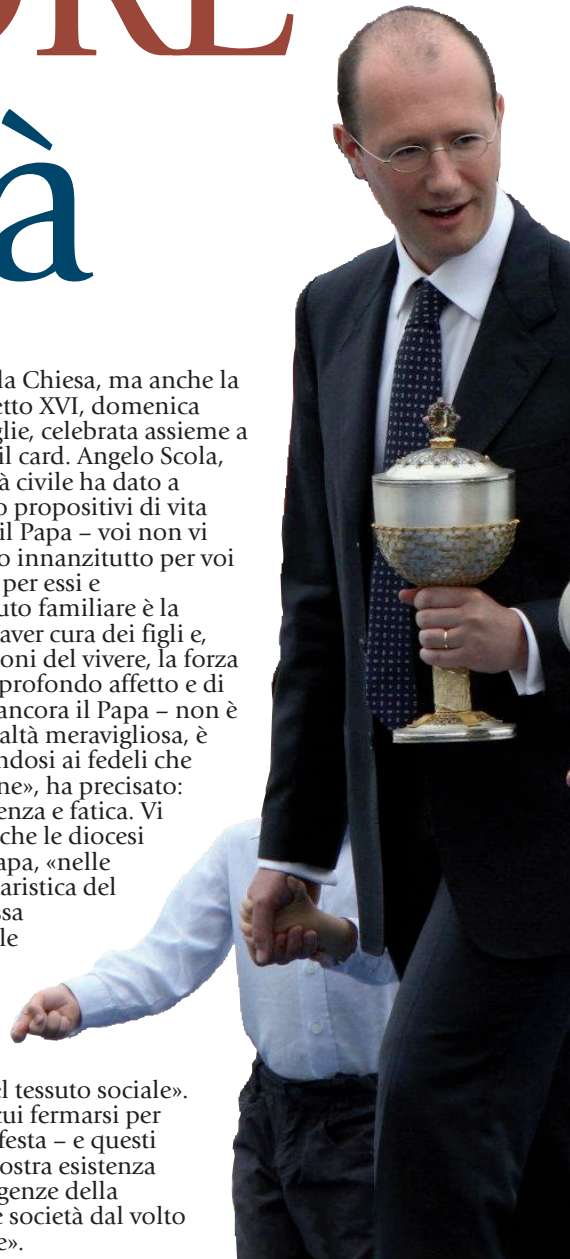 ORE
à
la Chiesa, ma anche la
etto XVI, domenica
glie, celebrata assieme a
il card. Angelo Scola,
à civile ha dato a
o propositivi di vita
il Papa – voi non vi
o innanzitutto per voi
per essi e
uto familiare è la
aver cura dei figli e,
oni del vivere, la forza
profondo affetto e di
ancora il Papa – non è
altà meravigliosa, è
ndosi ai fedeli che
ne», ha precisato:
enza e fatica. Vi
che le diocesi
apa, «nelle
aristica del
ssa
le
el tessuto sociale».
cui fermarsi per
festa – e questi
ostra esistenza
genze della
e società dal volto
e».